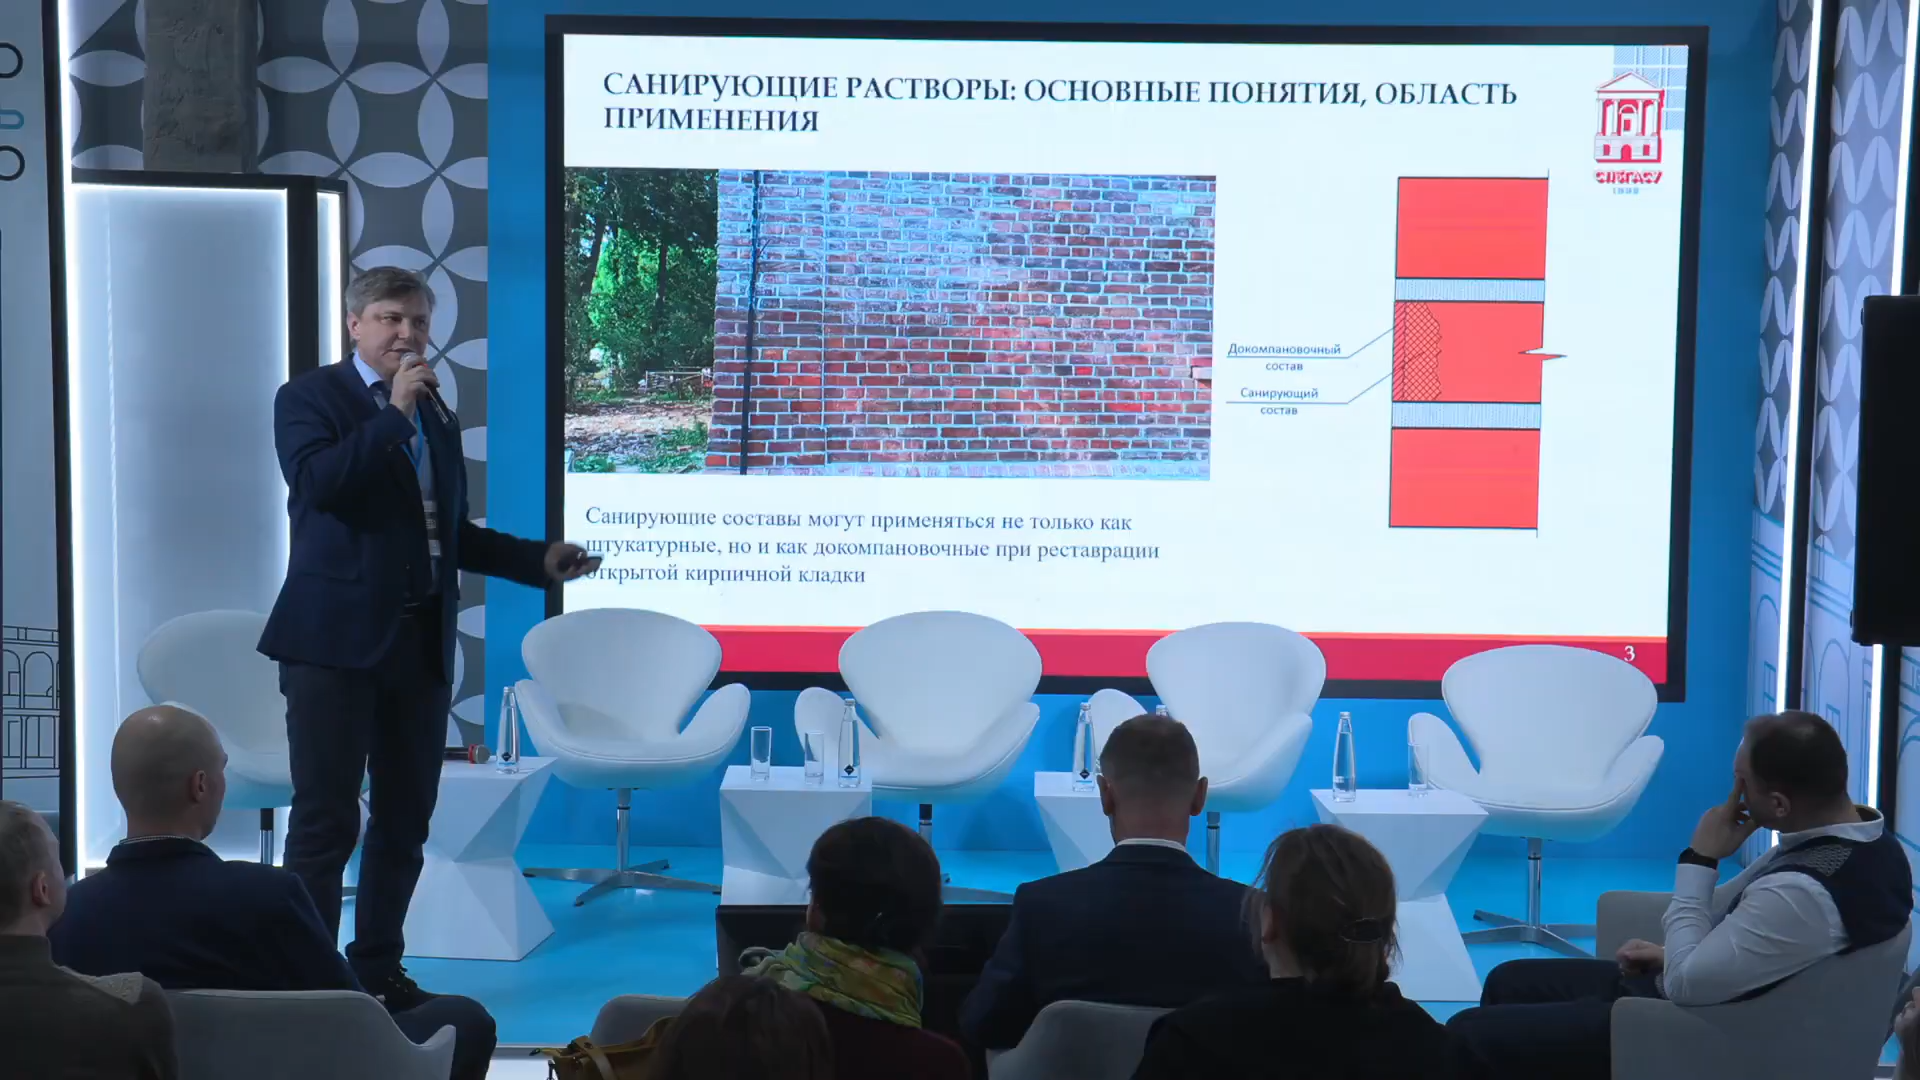 САНИРУЮЩИЕ РАСТВОРЫ: ОСНОВНЫЕ ПОНЯТИЯ, ОБЛАСТЬ
ПРИМЕНЕНИЯ
СПбГАСУ
Докомпановочный
состав
Санирующий
состав
Санирующие составы могут применяться не только как
штукатурные, но и как докомпановочные при реставрации
открытой кирпичной кладки
3